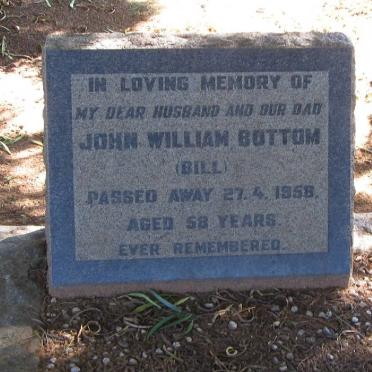 IN LOVING MEMORY OF
MY DEAR HUSBAND AND OUR DAD
JOHN WILLIAM BOTTOM
(BILL)
PASSED AWAY 27. 4. 1958.
AGED 58 YEARS.
EVER REMEMBERED.